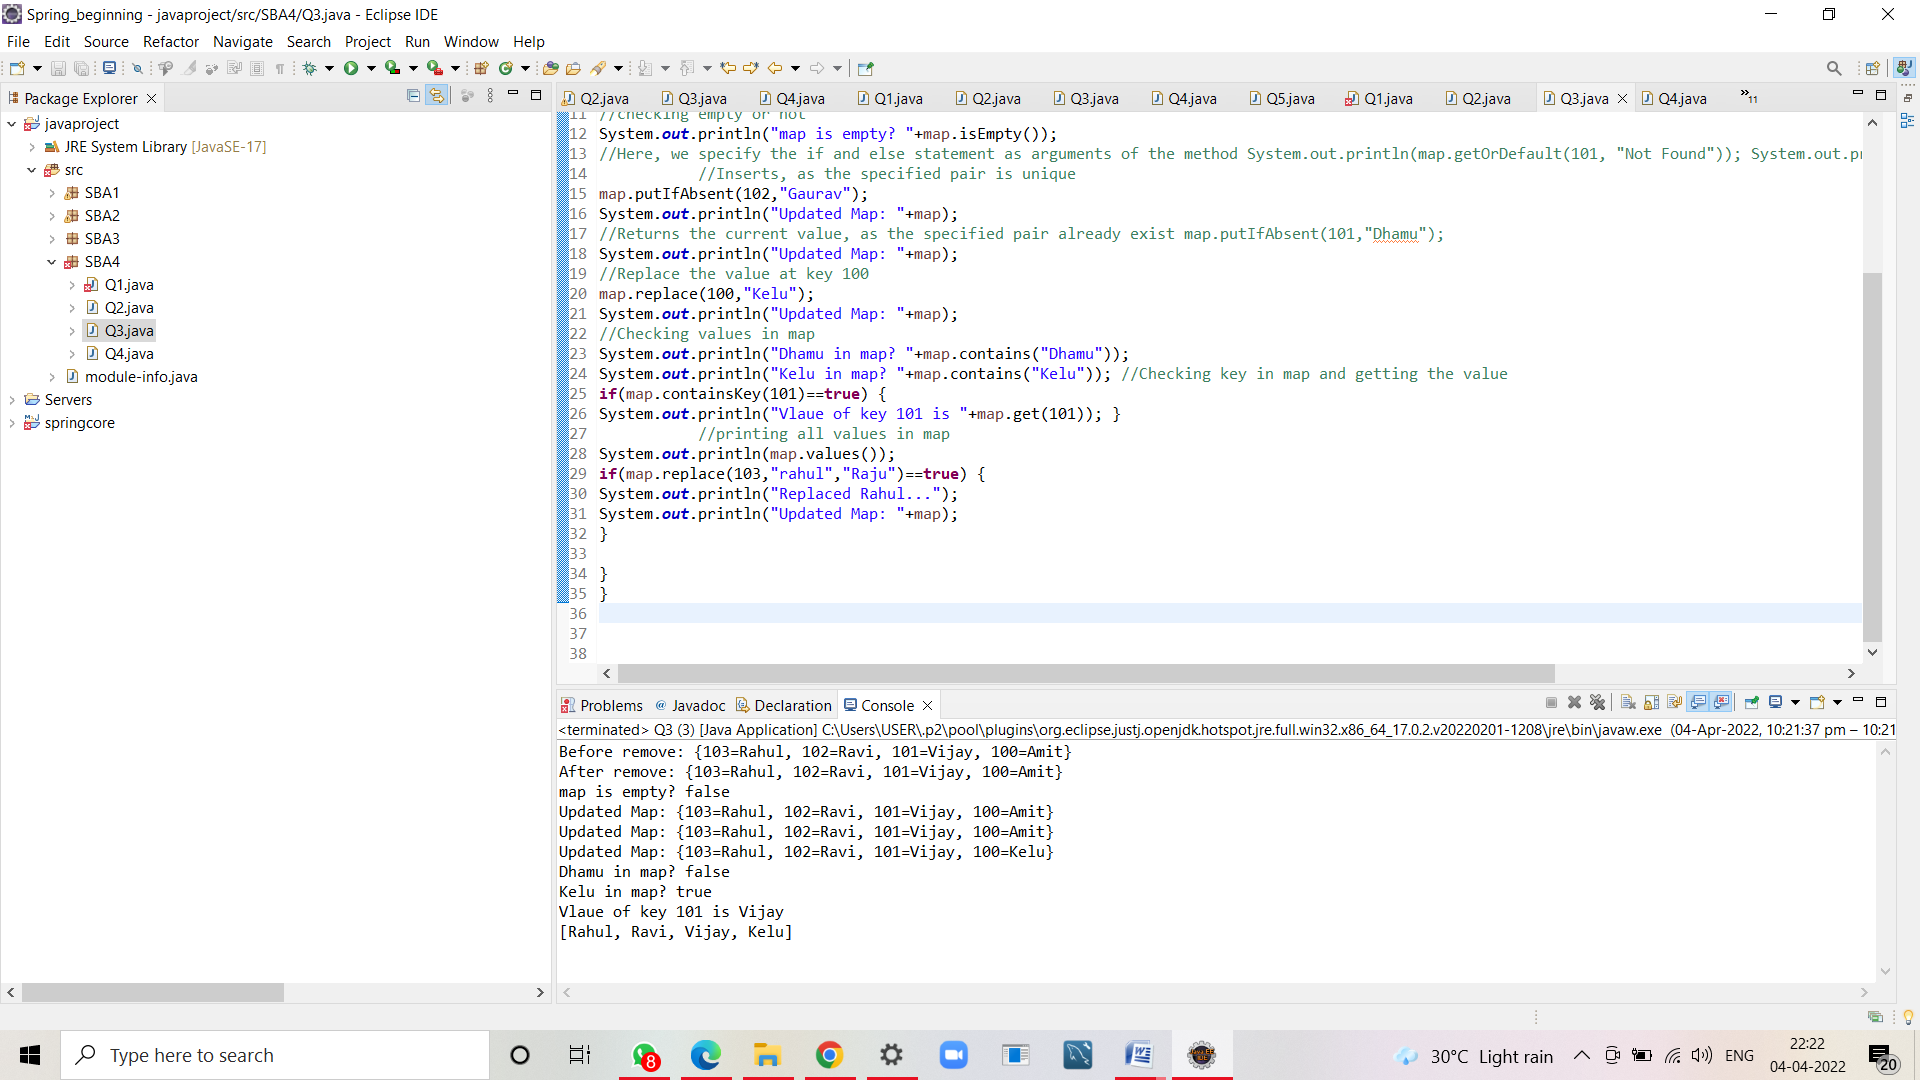 Spring_beginning - javaproject/src/SBA4/Q3.java - Eclipse IDE
File Edit Source Refactor Navigate Search Project Run Window Help
Package Explorer
javaproject
JRE System Library [JavaSE-17]
src
SBA1
SBA2
SBA3
SBA4
Q1.java
Q2.java
Q3.java
Q4.java
module-info.java
Servers
springcore
Q2.java Q3.java Q4.java Q1.java Q2.java Q3.java Q4.java Q5.java Q1.java Q2.java Q3.java Q4.java »11
11 //checking empty or not
12 System.out.println("map is empty? "+map.isEmpty());
13 //Here, we specify the if and else statement as arguments of the method System.out.println(map.getOrDefault(101, "Not Found")); System.out.pr
14 //Inserts, as the specified pair is unique
15 map.putIfAbsent(102,"Gaurav");
16 System.out.println("Updated Map: "+map);
17 //Returns the current value, as the specified pair already exist map.putIfAbsent(101,"Dhamu");
18 System.out.println("Updated Map: "+map);
19 //Replace the value at key 100
20 map.replace(100,"Kelu");
21 System.out.println("Updated Map: "+map);
22 //Checking values in map
23 System.out.println("Dhamu in map? "+map.contains("Dhamu"));
24 System.out.println("Kelu in map? "+map.contains("Kelu")); //Checking key in map and getting the value
25 if(map.containsKey(101)==true) {
26 System.out.println("Vlaue of key 101 is "+map.get(101)); }
27 //printing all values in map
28 System.out.println(map.values());
29 if(map.replace(103,"rahul","Raju")==true) {
30 System.out.println("Replaced Rahul...");
31 System.out.println("Updated Map: "+map);
32 }
33
34 }
35 }
36
37
38
Problems @ Javadoc Declaration Console
<terminated> Q3 (3) [Java Application] C:\Users\USER\.p2\pool\plugins\org.eclipse.justj.openjdk.hotspot.jre.full.win32.x86_64_17.0.2.v20220201-1208\jre\bin\javaw.exe (04-Apr-2022, 10:21:37 pm – 10:21
Before remove: {103=Rahul, 102=Ravi, 101=Vijay, 100=Amit}
After remove: {103=Rahul, 102=Ravi, 101=Vijay, 100=Amit}
map is empty? false
Updated Map: {103=Rahul, 102=Ravi, 101=Vijay, 100=Amit}
Updated Map: {103=Rahul, 102=Ravi, 101=Vijay, 100=Amit}
Updated Map: {103=Rahul, 102=Ravi, 101=Vijay, 100=Kelu}
Dhamu in map? false
Kelu in map? true
Vlaue of key 101 is Vijay
[Rahul, Ravi, Vijay, Kelu]
Type here to search
8
30°C Light rain
ENG
22:22
04-04-2022
20